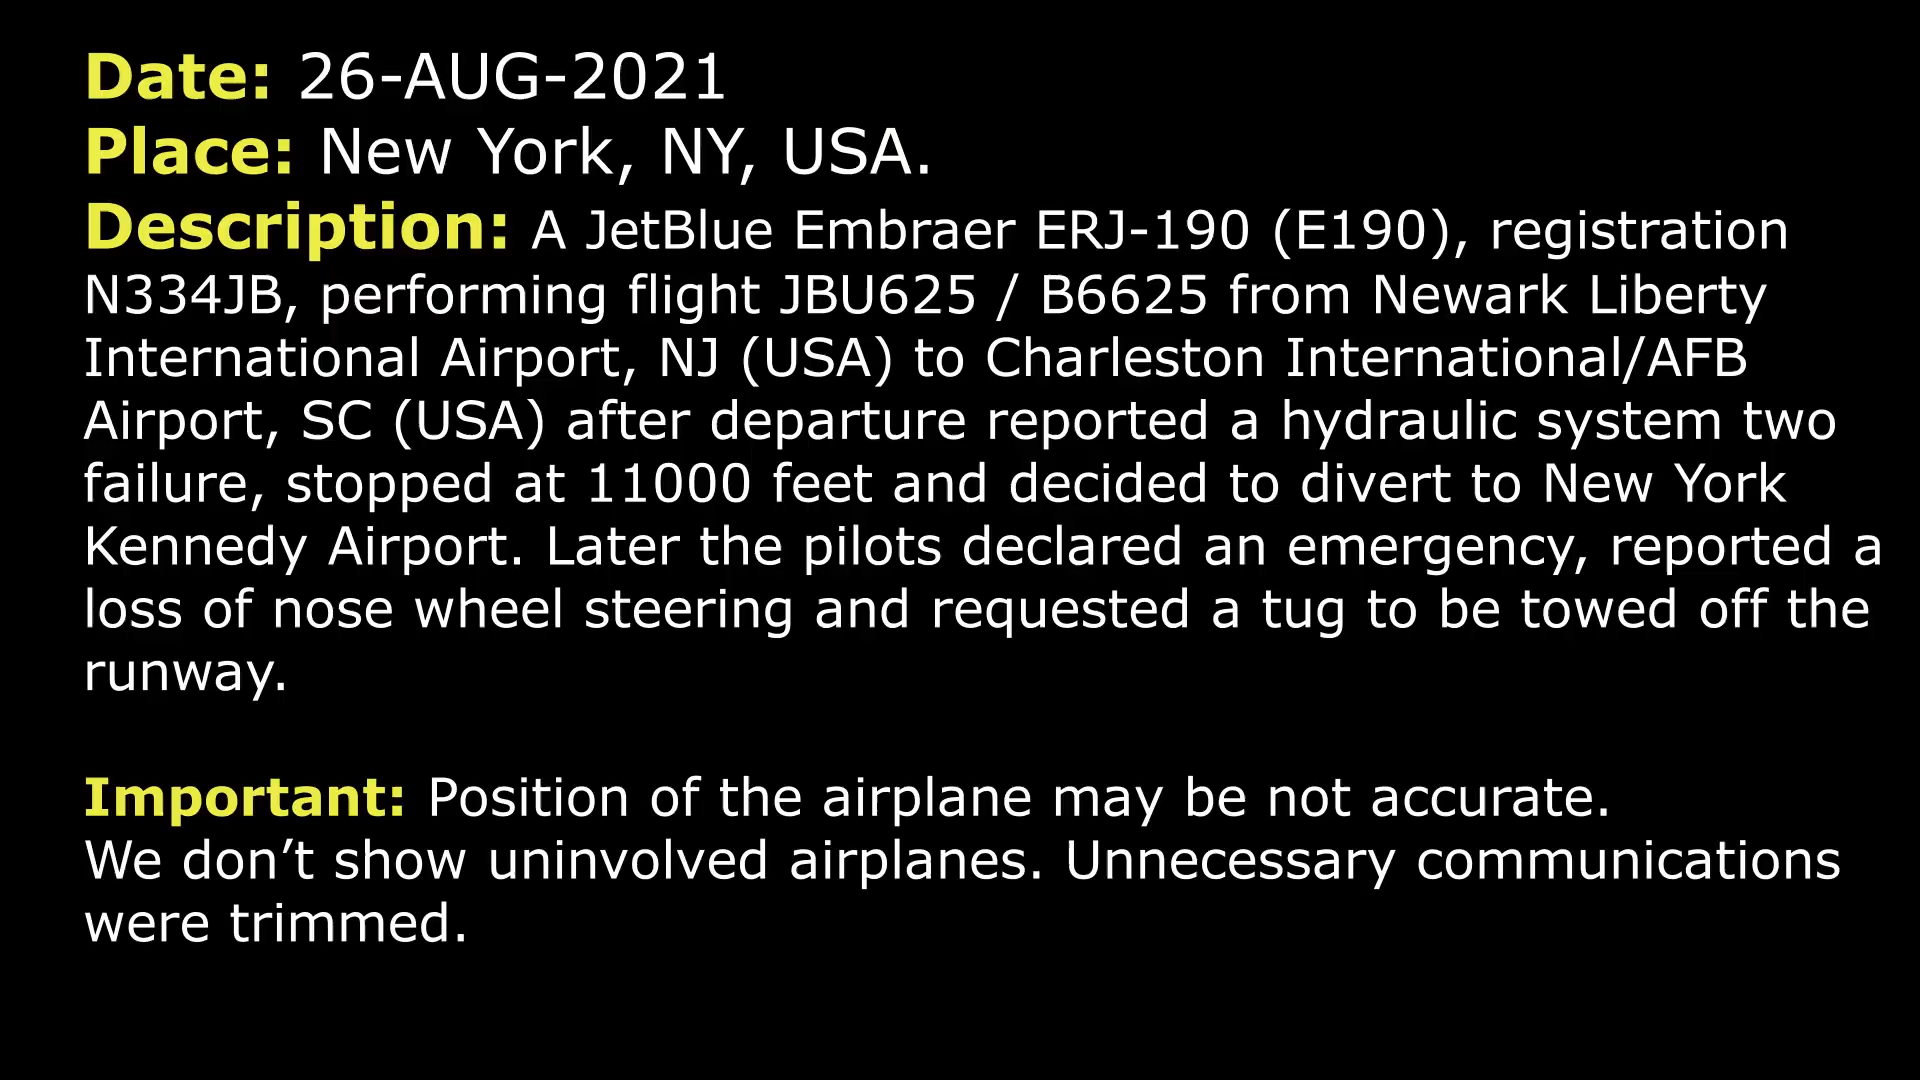 Date: 26-AUG-2021
Place: New York, NY, USA.
Description: A JetBlue Embraer ERJ-190 (E190), registration
N334JB, performing flight JBU625 / B6625 from Newark Liberty
International Airport, NJ (USA) to Charleston International/AFB
Airport, SC (USA) after departure reported a hydraulic system two
failure, stopped at 11000 feet and decided to divert to New York
Kennedy Airport. Later the pilots declared an emergency, reported a
loss of nose wheel steering and requested a tug to be towed off the
runway.
Important: Position of the airplane may be not accurate.
We don’t show uninvolved airplanes. Unnecessary communications
were trimmed.